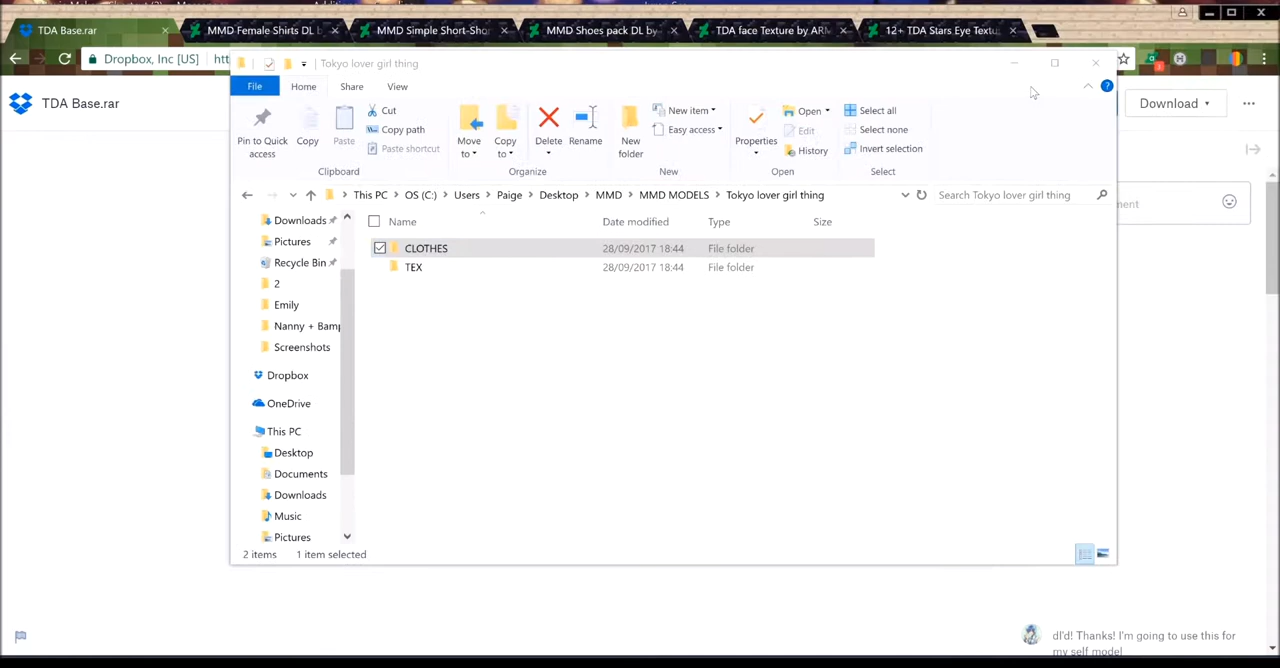 TDA Base.rar
MMD Female Shirts DL b
MMD Simple Short-Sho
MMD Shoes pack DL by
TDA face Texture by ARM
12+ TDA Stars Eye Textu
Dropbox, Inc [US]
htt
Tokyo lover girl thing
File
Home
Share
View
TDA Base.rar
Download
Pin to Quick access
Copy
Paste
Cut
Copy path
Paste shortcut
Clipboard
Move to
Copy to
Delete
Rename
Organize
New folder
New item
Easy access
New
Properties
Open
Edit
History
Open
Select all
Select none
Invert selection
Select
This PC
OS (C:)
Users
Paige
Desktop
MMD
MMD MODELS
Tokyo lover girl thing
Search Tokyo lover girl thing
ment
Name
Date modified
Type
Size
CLOTHES
28/09/2017 18:44
File folder
TEX
28/09/2017 18:44
File folder
Downloads
Pictures
Recycle Bin
2
Emily
Nanny + Bamp
Screenshots
Dropbox
OneDrive
This PC
Desktop
Documents
Downloads
Music
Pictures
2 items
1 item selected
dl'd! Thanks! I'm going to use this for
my self model